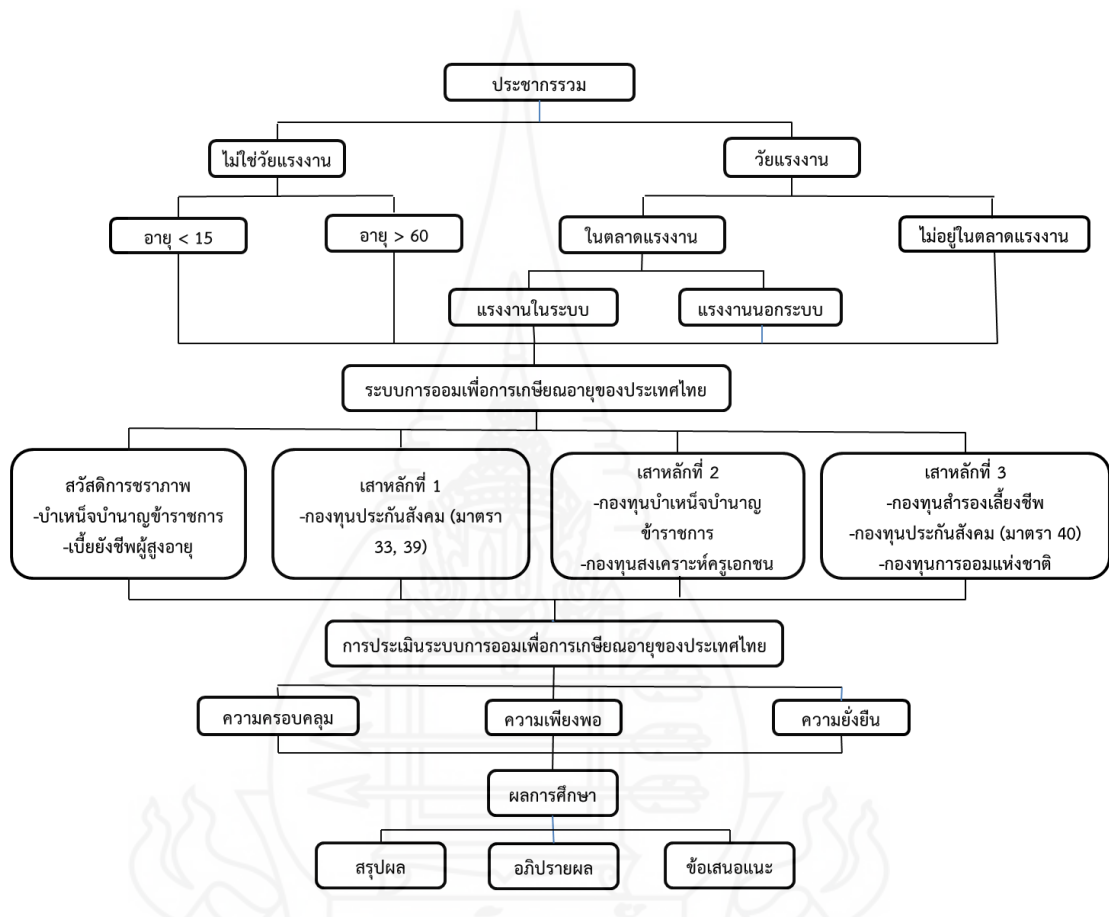 ประชากรรวม
ไม่ใช่วัยแรงงาน
วัยแรงงาน
อายุ < 15
อายุ > 60
ในตลาดแรงงาน
ไม่อยู่ในตลาดแรงงาน
แรงงานในระบบ
แรงงานนอกระบบ
ระบบการออมเพื่อการเกษียณอายุของประเทศไทย
สวัสดิการชราภาพ
-บำเหน็จบำนาญข้าราชการ
-เบี้ยยังชีพผู้สูงอายุ
เสาหลักที่ 1
-กองทุนประกันสังคม (มาตรา
33, 39)
เสาหลักที่ 2
-กองทุนบำเหน็จบำนาญ
ข้าราชการ
-กองทุนสงเคราะห์ครูเอกชน
เสาหลักที่ 3
-กองทุนสำรองเลี้ยงชีพ
-กองทุนประกันสังคม (มาตรา 40)
-กองทุนการออมแห่งชาติ
การประเมินระบบการออมเพื่อการเกษียณอายุของประเทศไทย
ความครอบคลุม
ความเพียงพอ
ความยั่งยืน
ผลการศึกษา
สรุปผล
อภิปรายผล
ข้อเสนอแนะ